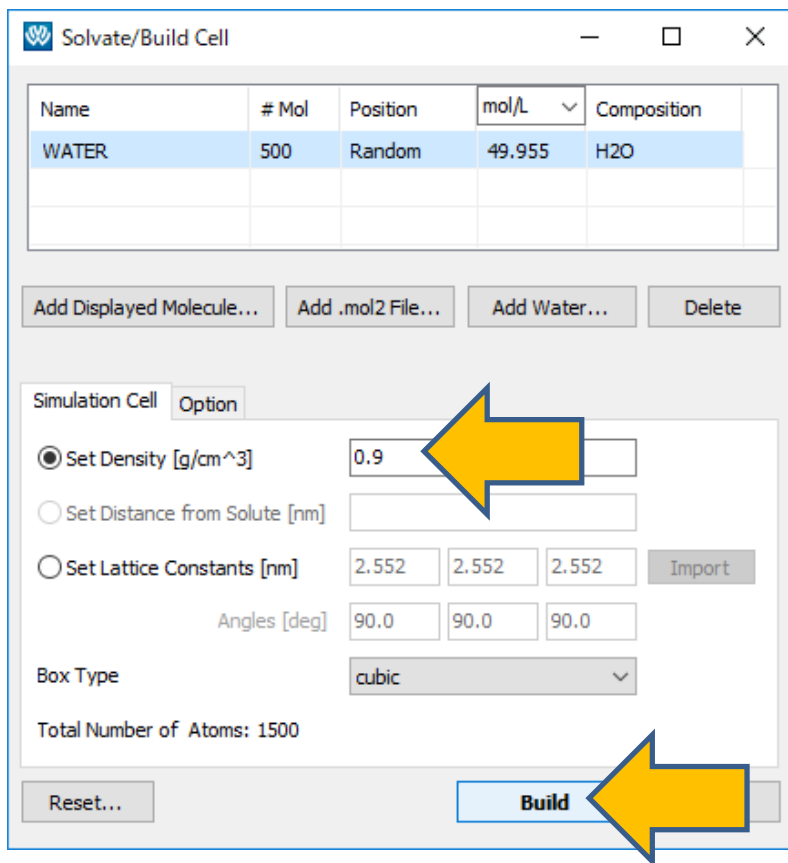 Solvate/Build Cell
Name # Mol Position mol/L Composition
WATER 500 Random 49.955 H2O
Add Displayed Molecule... Add .mol2 File... Add Water... Delete
Simulation Cell Option
Set Density [g/cm^3] 0.9
Set Distance from Solute [nm]
Set Lattice Constants [nm] 2.552 2.552 2.552 Import
Angles [deg] 90.0 90.0 90.0
Box Type cubic
Total Number of Atoms: 1500
Reset... Build